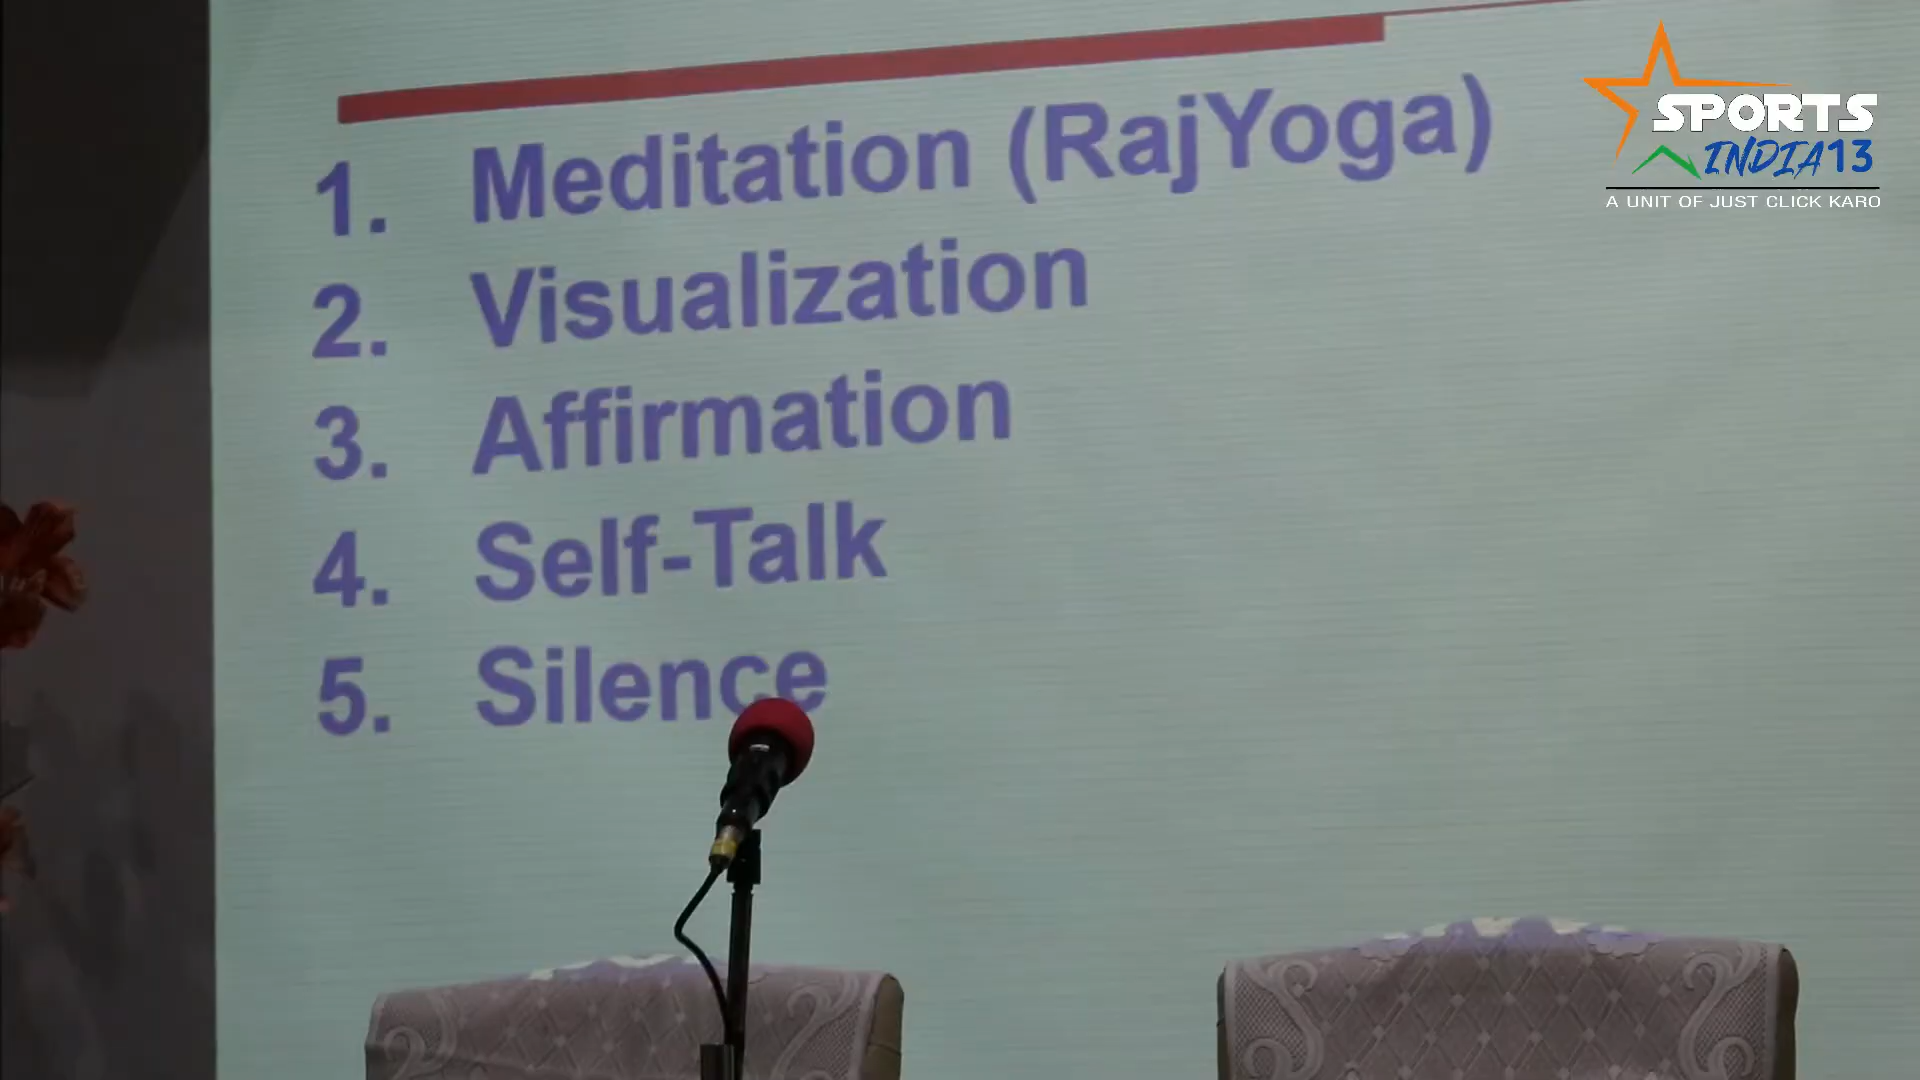 1. Meditation (RajYoga)
2. Visualization
3. Affirmation
4. Self-Talk
5. Silence
SPORTS
INDIA13
A UNIT OF JUST CLICK KARO